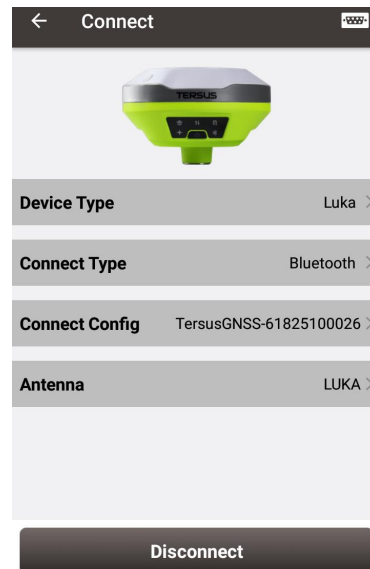 Connect
TERSUS
Device Type Luka
Connect Type Bluetooth
Connect Config TersusGNSS-61825100026
Antenna LUKA
Disconnect